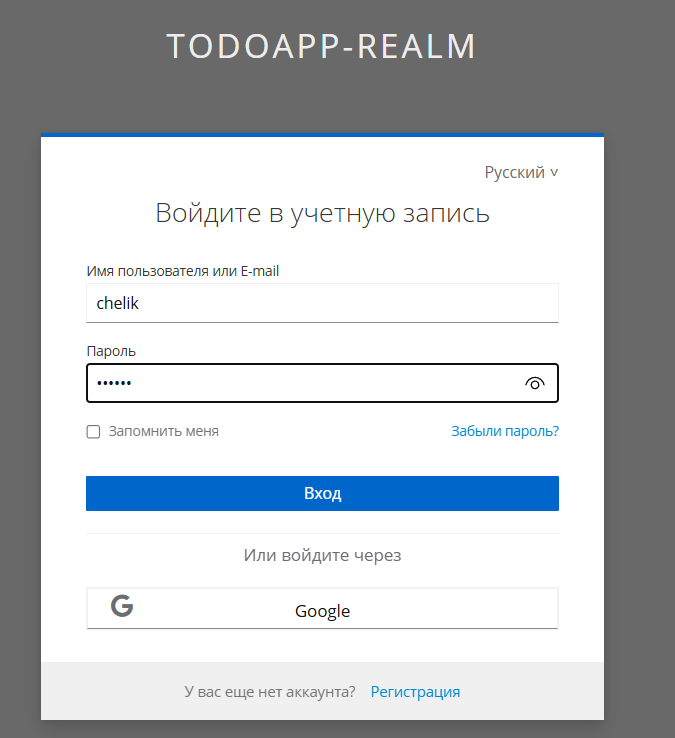 TODOAPP-REALM
Русский
Войдите в учетную запись
Имя пользователя или E-mail
chelik
Пароль
••••••
Запомнить меня Забыли пароль?
Вход
Или войдите через
G Google
У вас еще нет аккаунта? Регистрация